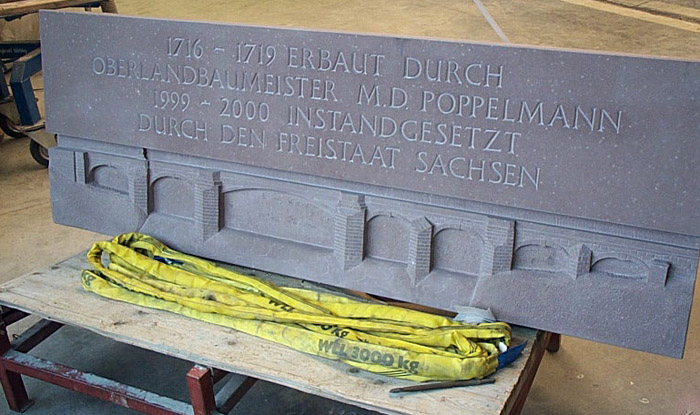 1716 - 1719 ERBAUT DURCH
OBERLANDBAUMEISTER M.D. POPPELMANN
1999 - 2000 INSTANDGESETZT
DURCH DEN FREISTAAT SACHSEN
WLL 3000 kg